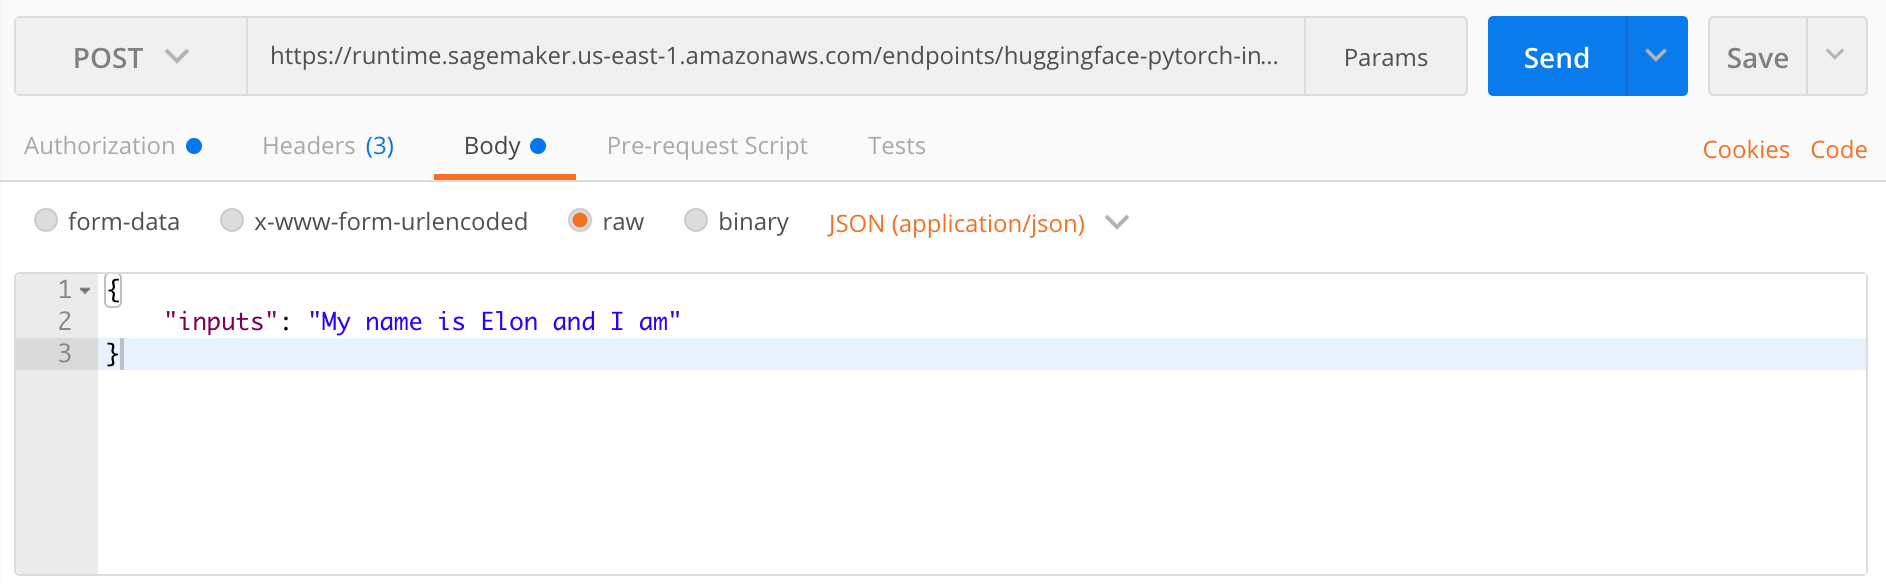 POST https://runtime.sagemaker.us-east-1.amazonaws.com/endpoints/huggingface-pytorch-in... Params Send Save
Authorization Headers (3) Body Pre-request Script Tests Cookies Code
form-data x-www-form-urlencoded raw binary JSON (application/json)
1 {
2 "inputs": "My name is Elon and I am"
3 }